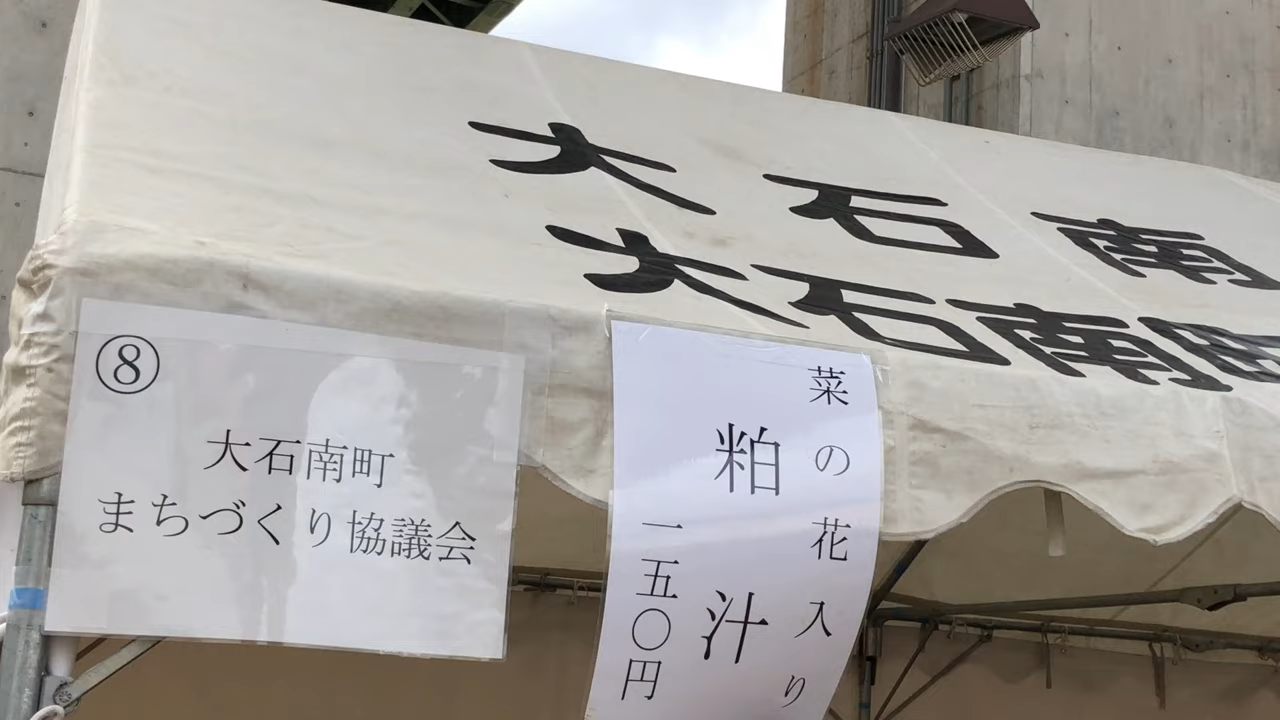 大石南
大石南町
⑧
大石南町
まちづくり協議会
菜の花入り
粕汁
一五〇円